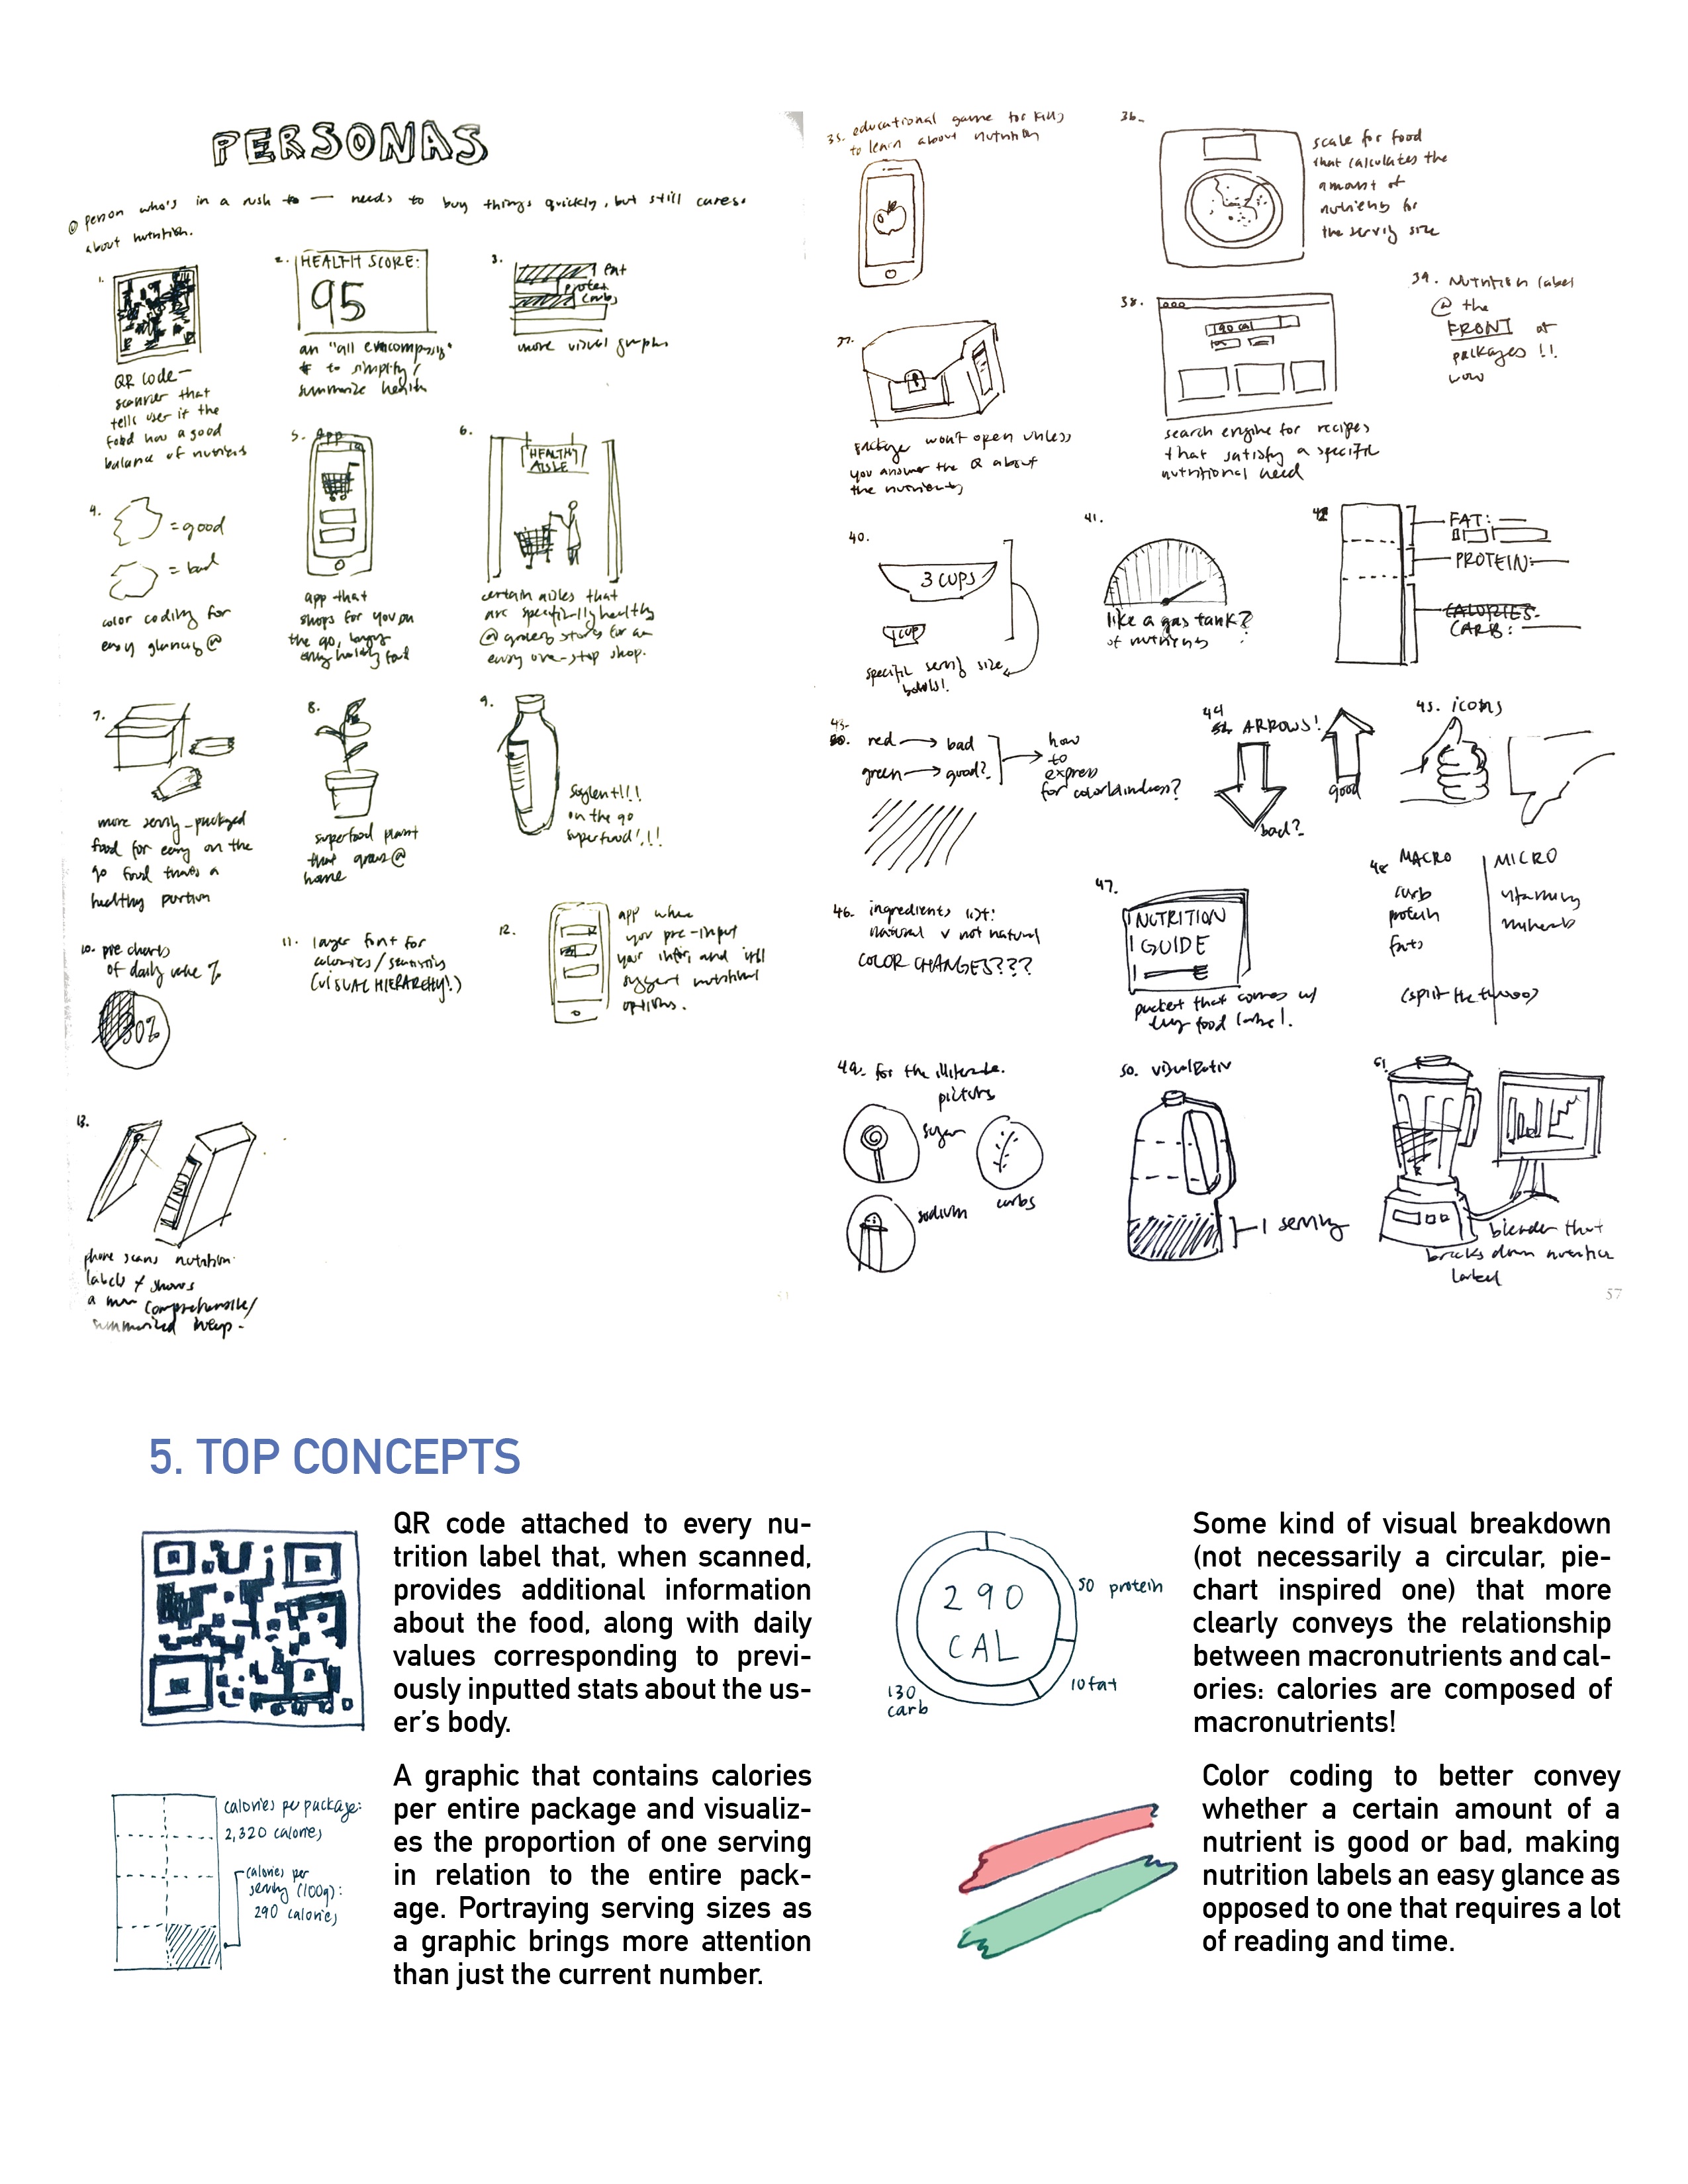 PERSONAS
@ person who's in a rush to — needs to buy things quickly, but still cares.
about nutrition.
1.
QR code —
scanner that
tells user if the
food has a good
balance of nutrients
2. HEALTH SCORE:
95
an "all encompassing"
# to simplify/
summarize health
3.
fat
protein
carbs
more visual graphs
4.
= good
= bad
color coding for
easy glancing @
5. App
app that
shops for you on
the go, buying
only healthy food
6.
HEALTHY
AISLE
certain aisles that
are specifically healthy
@ grocery stores for an
easy one-stop shop.
7.
more serving-packaged
food for easy on the
go food that's a
healthy portion
8.
superfood plant
that grows @
home
9.
Soylent!!!
on the go
superfood!!!
10. pie charts
of daily value %
30%
11. larger font for
calories/servings
(VISUAL HIERARCHY!)
12.
app where
you pre-input
your info, and it'll
suggest nutritional
options.
13.
phone scans nutrition
labels + shows
a more comprehensive/
summarized
35. educational game for kids
to learn about nutrition
36.
scale for food
that calculates the
amount of
nutrients for
the serving size
37.
package won't open unless
you answer the Q about
the nutrients
38.
190 cal
search engine for recipes
that satisfy a specific
nutritional need
39. Nutrition label
@ the
FRONT of
packages !!
wow
40.
3 CUPS
1 CUP
specific serving size
bowls!
41.
like a gas tank?
of nutrients
42
FAT:
PROTEIN:
CALORIES:
CARB:
43.
red → bad
green → good?
how
to
express
for colorblindness?
44
ARROWS!
bad?
good
45. icons
46. ingredients list:
natural v not natural
COLOR CHANGES???
47.
NUTRITION
GUIDE
packet that comes w/
every food label.
48 MACRO
carb
protein
fats
MICRO
vitamins
minerals
(split the two)
49. for the illiterate.
pictures
sugar
carbs
sodium
50.
1 serving
51
blender that
breaks down nutrition
label
57
5. TOP CONCEPTS
QR code attached to every nu-
trition label that, when scanned,
provides additional information
about the food, along with daily
values corresponding to previ-
ously inputted stats about the us-
er's body.
290
CAL
50 protein
10 fat
130
carb
Some kind of visual breakdown
(not necessarily a circular, pie-
chart inspired one) that more
clearly conveys the relationship
between macronutrients and cal-
ories: calories are composed of
macronutrients!
calories per package:
2,320 calories
calories per
serving (100g):
290 calories
A graphic that contains calories
per entire package and visualiz-
es the proportion of one serving
in relation to the entire pack-
age. Portraying serving sizes as
a graphic brings more attention
than just the current number.
Color coding to better convey
whether a certain amount of a
nutrient is good or bad, making
nutrition labels an easy glance as
opposed to one that requires a lot
of reading and time.